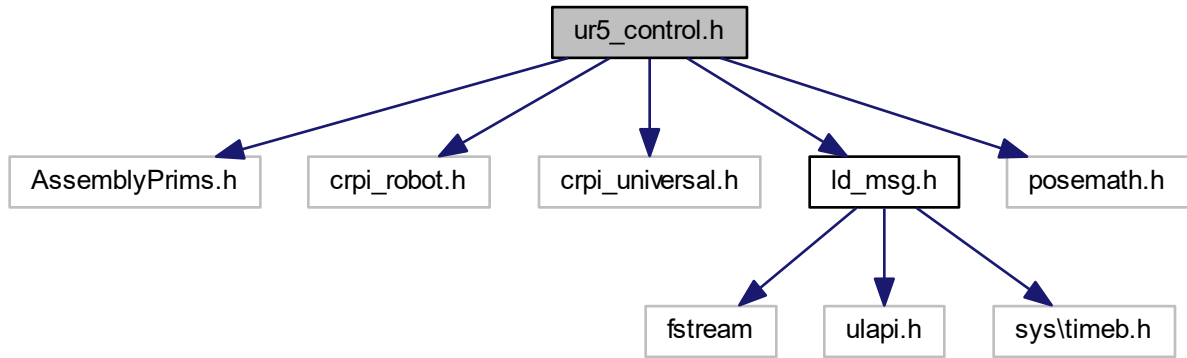 ur5_control.h
AssemblyPrims.h
crpi_robot.h
crpi_universal.h
ld_msg.h
posemath.h
fstream
ulapi.h
sys\timeb.h